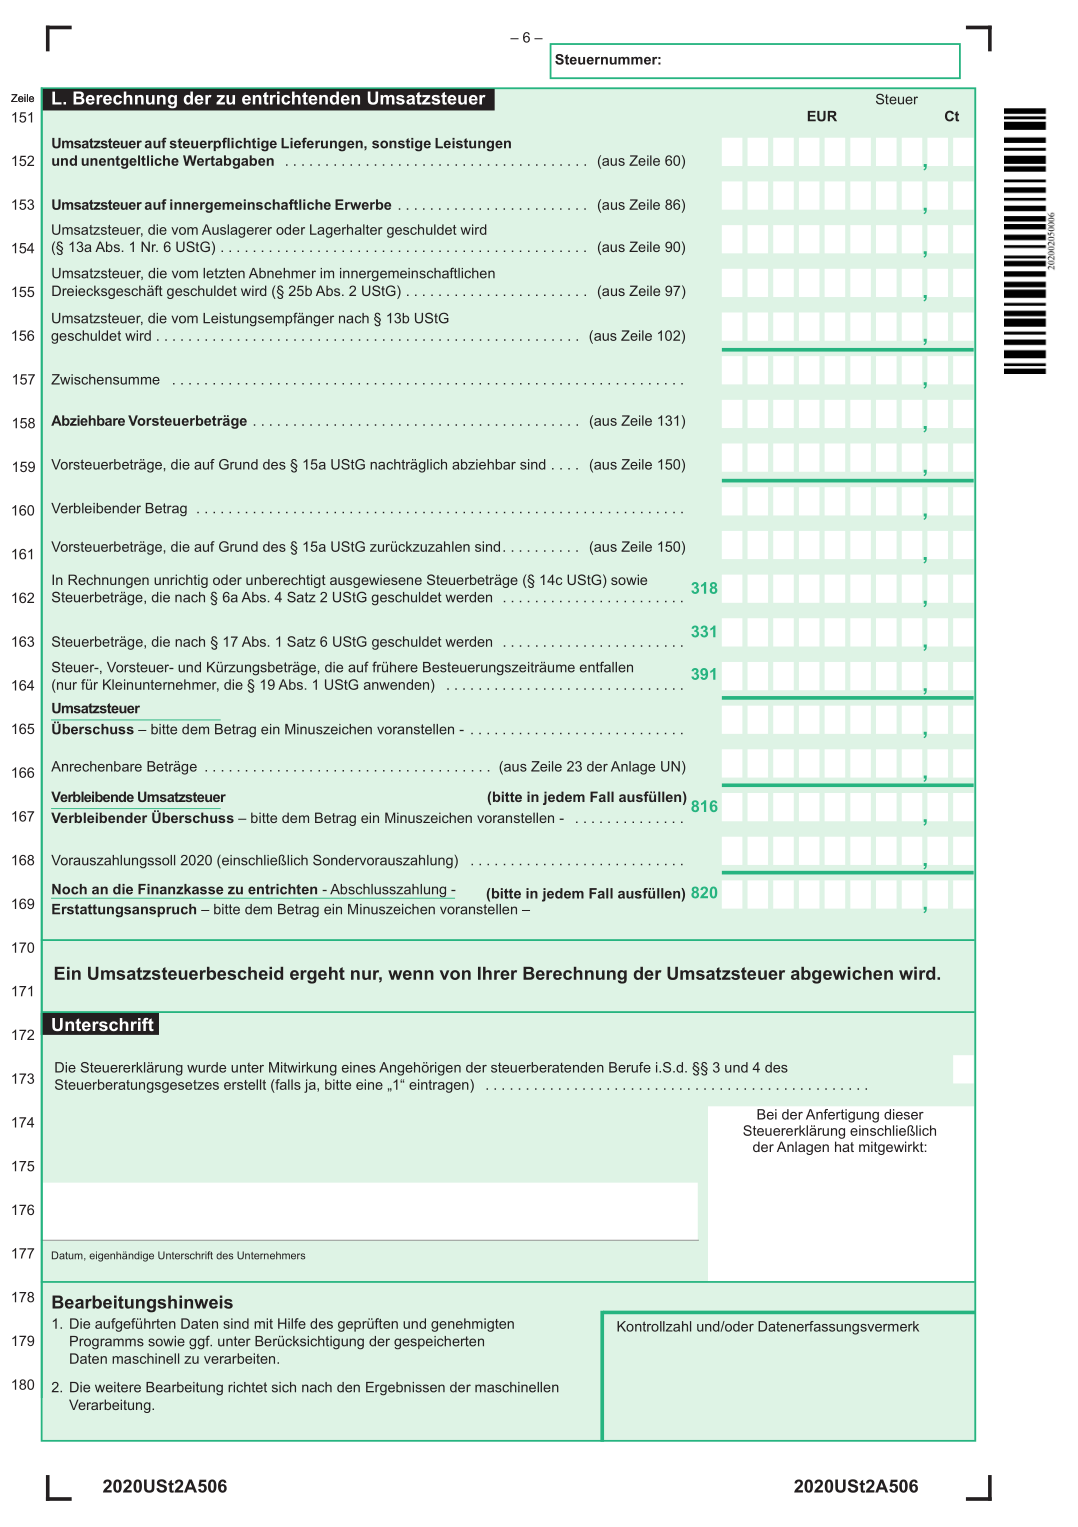 – 6 –
Steuernummer:
Zeile L. Berechnung der zu entrichtenden Umsatzsteuer Steuer
151 EUR Ct
Umsatzsteuer auf steuerpflichtige Lieferungen, sonstige Leistungen
152 und unentgeltliche Wertabgaben . . . . . . . . . . . . . . . . . . . . . . . . . . . . . . . . . . . . . . (aus Zeile 60) ,
153 Umsatzsteuer auf innergemeinschaftliche Erwerbe . . . . . . . . . . . . . . . . . . . . . . . . (aus Zeile 86) ,
Umsatzsteuer, die vom Auslagerer oder Lagerhalter geschuldet wird
154 (§ 13a Abs. 1 Nr. 6 UStG) . . . . . . . . . . . . . . . . . . . . . . . . . . . . . . . . . . . . . . . . . . . . . . (aus Zeile 90) ,
Umsatzsteuer, die vom letzten Abnehmer im innergemeinschaftlichen
155 Dreiecksgeschäft geschuldet wird (§ 25b Abs. 2 UStG) . . . . . . . . . . . . . . . . . . . . . . . (aus Zeile 97) ,
Umsatzsteuer, die vom Leistungsempfänger nach § 13b UStG
156 geschuldet wird . . . . . . . . . . . . . . . . . . . . . . . . . . . . . . . . . . . . . . . . . . . . . . . . . . . . . (aus Zeile 102) ,
157 Zwischensumme . . . . . . . . . . . . . . . . . . . . . . . . . . . . . . . . . . . . . . . . . . . . . . . . . . . . . . . . . . . . . . . . ,
158 Abziehbare Vorsteuerbeträge . . . . . . . . . . . . . . . . . . . . . . . . . . . . . . . . . . . . . . . . . (aus Zeile 131) ,
159 Vorsteuerbeträge, die auf Grund des § 15a UStG nachträglich abziehbar sind . . . . (aus Zeile 150) ,
160 Verbleibender Betrag . . . . . . . . . . . . . . . . . . . . . . . . . . . . . . . . . . . . . . . . . . . . . . . . . . . . . . . . . . . . . ,
161 Vorsteuerbeträge, die auf Grund des § 15a UStG zurückzuzahlen sind. . . . . . . . . . (aus Zeile 150) ,
In Rechnungen unrichtig oder unberechtigt ausgewiesene Steuerbeträge (§ 14c UStG) sowie
162 Steuerbeträge, die nach § 6a Abs. 4 Satz 2 UStG geschuldet werden . . . . . . . . . . . . . . . . . . . . . . . 318 ,
163 Steuerbeträge, die nach § 17 Abs. 1 Satz 6 UStG geschuldet werden . . . . . . . . . . . . . . . . . . . . . . . 331 ,
Steuer-, Vorsteuer- und Kürzungsbeträge, die auf frühere Besteuerungszeiträume entfallen
164 (nur für Kleinunternehmer, die § 19 Abs. 1 UStG anwenden) . . . . . . . . . . . . . . . . . . . . . . . . . . . . . . 391 ,
Umsatzsteuer
165 Überschuss – bitte dem Betrag ein Minuszeichen voranstellen - . . . . . . . . . . . . . . . . . . . . . . . . . . . ,
166 Anrechenbare Beträge . . . . . . . . . . . . . . . . . . . . . . . . . . . . . . . . . . . . (aus Zeile 23 der Anlage UN) ,
Verbleibende Umsatzsteuer (bitte in jedem Fall ausfüllen)
167 Verbleibender Überschuss – bitte dem Betrag ein Minuszeichen voranstellen - . . . . . . . . . . . . . . 816 ,
168 Vorauszahlungssoll 2020 (einschließlich Sondervorauszahlung) . . . . . . . . . . . . . . . . . . . . . . . . . . . ,
Noch an die Finanzkasse zu entrichten - Abschlusszahlung - (bitte in jedem Fall ausfüllen) 820
169 Erstattungsanspruch – bitte dem Betrag ein Minuszeichen voranstellen – ,
170
171 Ein Umsatzsteuerbescheid ergeht nur, wenn von Ihrer Berechnung der Umsatzsteuer abgewichen wird.
172 Unterschrift
Die Steuererklärung wurde unter Mitwirkung eines Angehörigen der steuerberatenden Berufe i.S.d. §§ 3 und 4 des
173 Steuerberatungsgesetzes erstellt (falls ja, bitte eine „1“ eintragen) . . . . . . . . . . . . . . . . . . . . . . . . . . . . . . . . . . . . . . . . . . . . . . . .
174 Bei der Anfertigung dieser
Steuererklärung einschließlich
der Anlagen hat mitgewirkt:
175
176
177 Datum, eigenhändige Unterschrift des Unternehmers
178 Bearbeitungshinweis
1. Die aufgeführten Daten sind mit Hilfe des geprüften und genehmigten
179 Programms sowie ggf. unter Berücksichtigung der gespeicherten
Daten maschinell zu verarbeiten.
180 2. Die weitere Bearbeitung richtet sich nach den Ergebnissen der maschinellen
Verarbeitung.
Kontrollzahl und/oder Datenerfassungsvermerk
202002050006
2020USt2A506 2020USt2A506